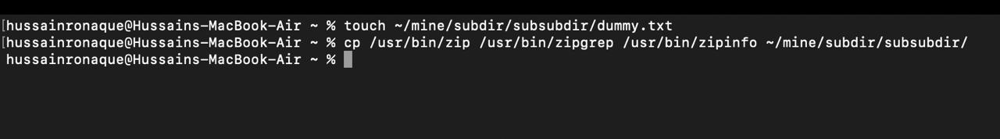 [hussainronaque@Hussains-MacBook-Air ~ % touch ~/mine/subdir/subsubdir/dummy.txt
[hussainronaque@Hussains-MacBook-Air ~ % cp /usr/bin/zip /usr/bin/zipgrep /usr/bin/zipinfo ~/mine/subdir/subsubdir/
hussainronaque@Hussains-MacBook-Air ~ %